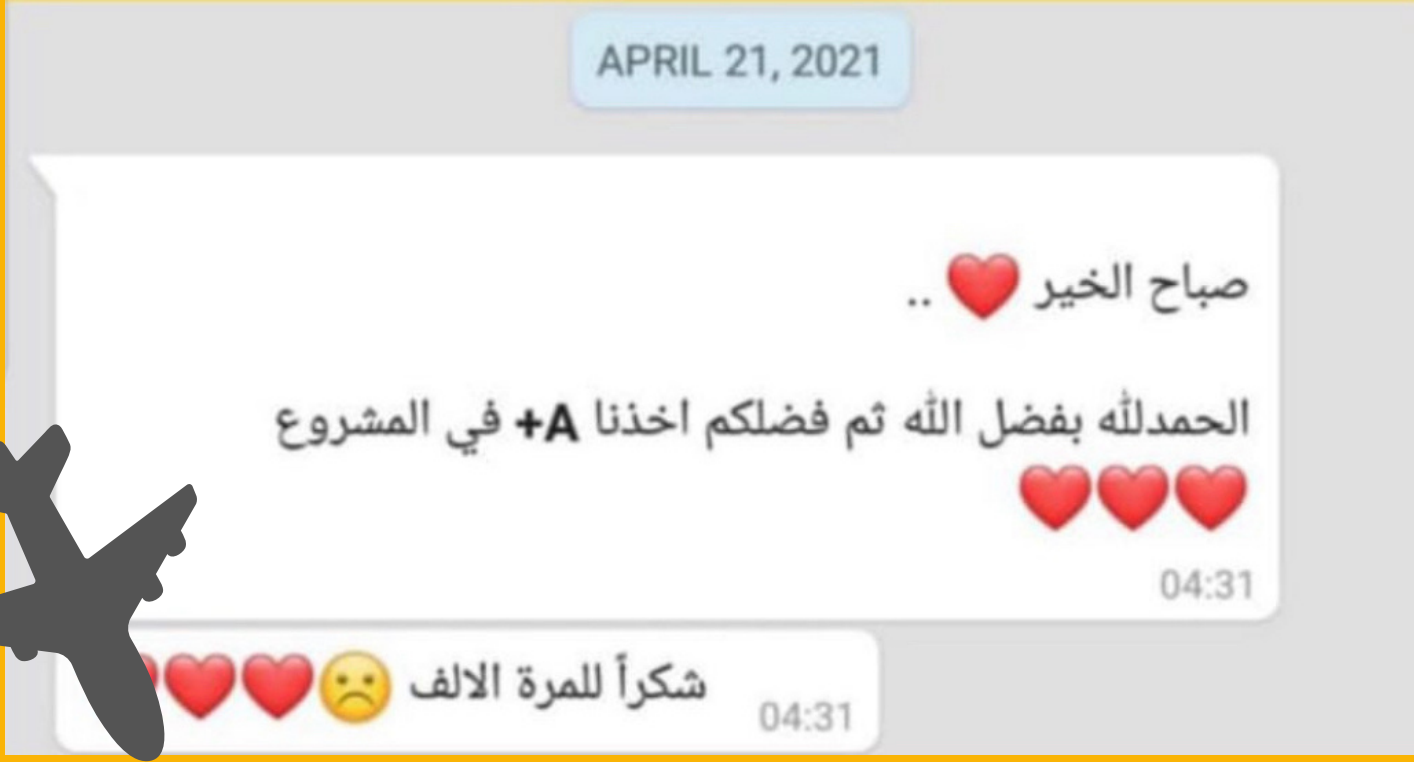 APRIL 21, 2021
صباح الخير ❤️ ..
الحمدلله بفضل الله ثم فضلكم اخذنا A+ في المشروع
❤️❤️❤️
04:31
شكراً للمرة الالف ☹️❤️❤️❤️
04:31